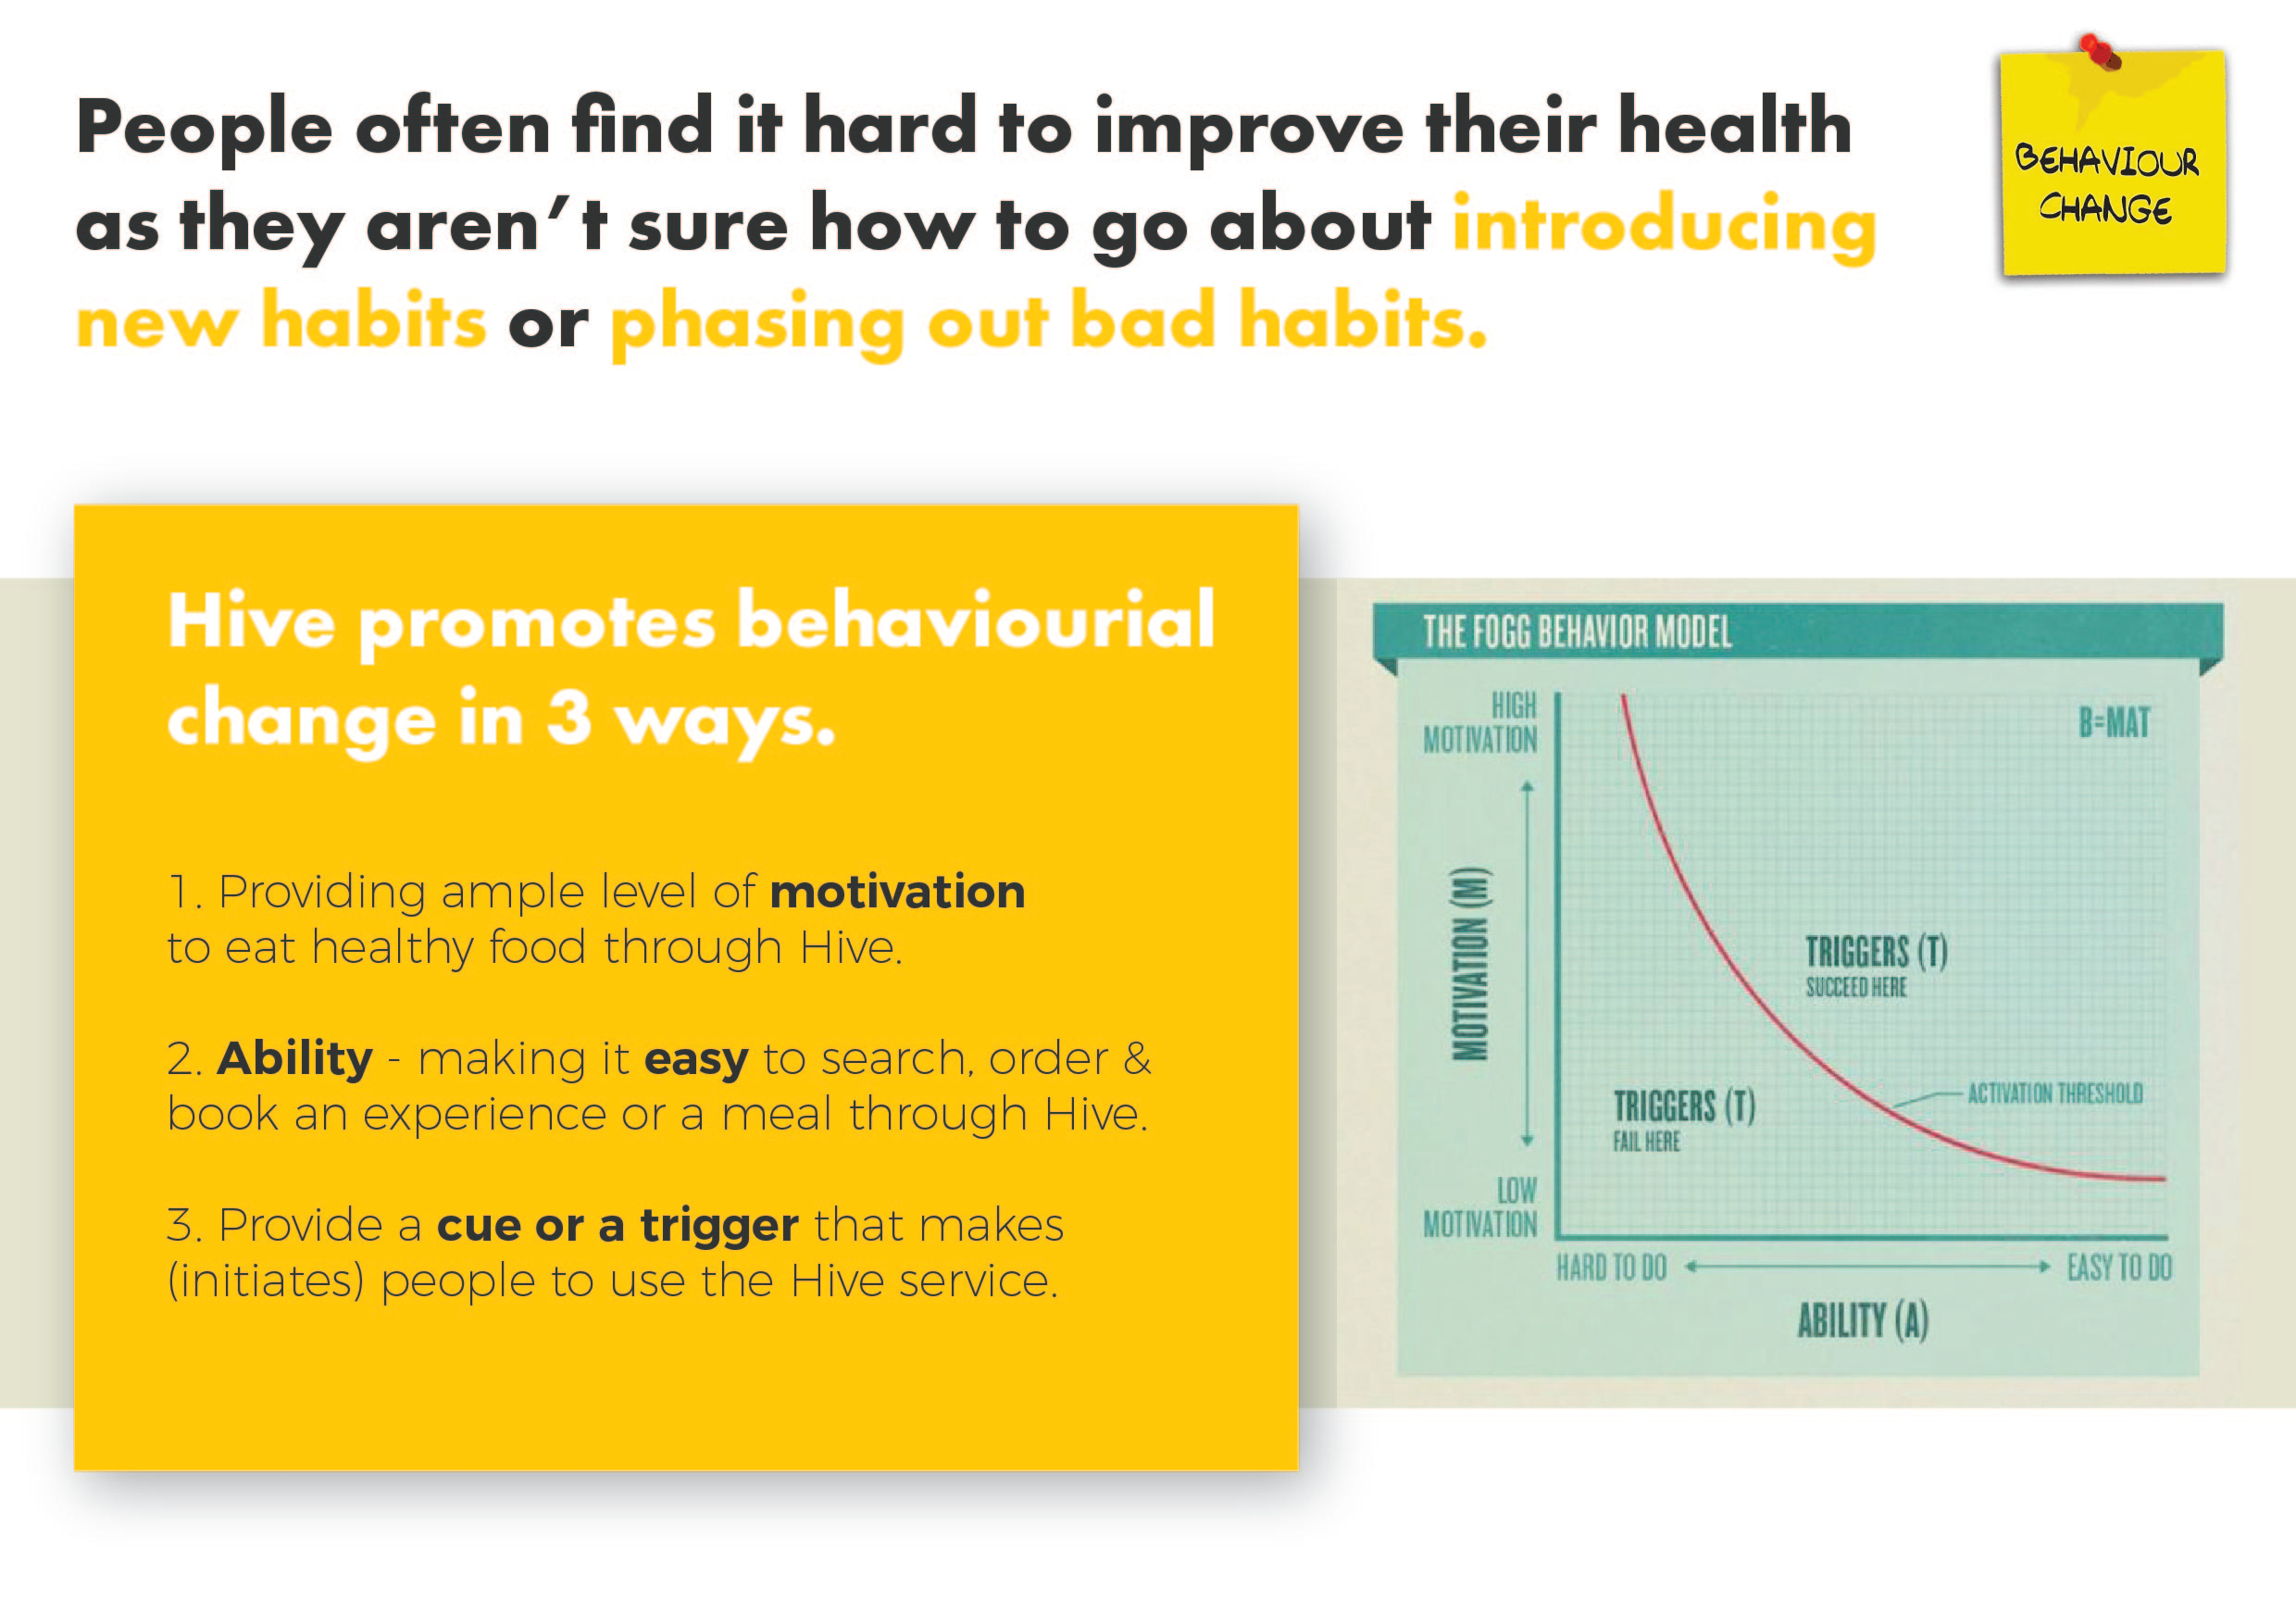 People often find it hard to improve their health
as they aren’t sure how to go about introducing
new habits or phasing out bad habits.
BEHAVIOUR
CHANGE
Hive promotes behaviourial
change in 3 ways.
1. Providing ample level of motivation
to eat healthy food through Hive.
2. Ability - making it easy to search, order &
book an experience or a meal through Hive.
3. Provide a cue or a trigger that makes
(initiates) people to use the Hive service.
THE FOGG BEHAVIOR MODEL
HIGH
MOTIVATION
B=MAT
MOTIVATION (M)
TRIGGERS (T)
SUCCEED HERE
ACTIVATION THRESHOLD
TRIGGERS (T)
FAIL HERE
LOW
MOTIVATION
HARD TO DO
EASY TO DO
ABILITY (A)